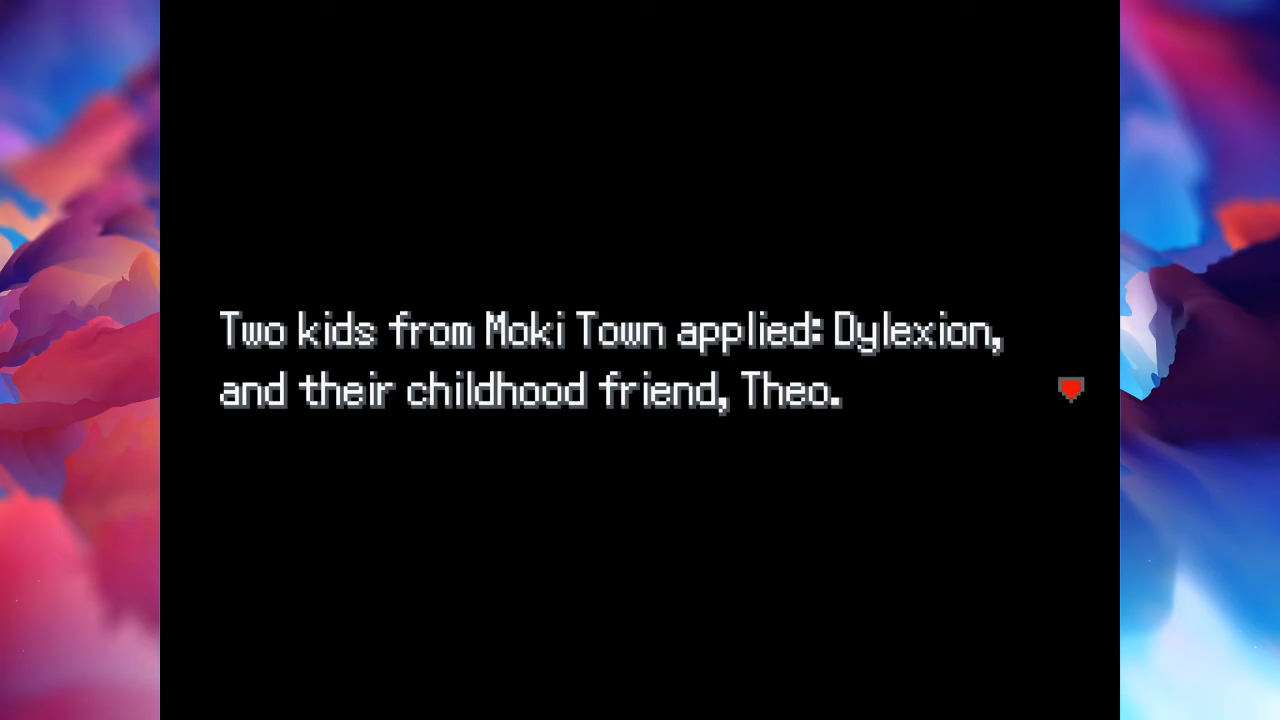 Two kids from Moki Town applied: Dylexion,
and their childhood friend, Theo.